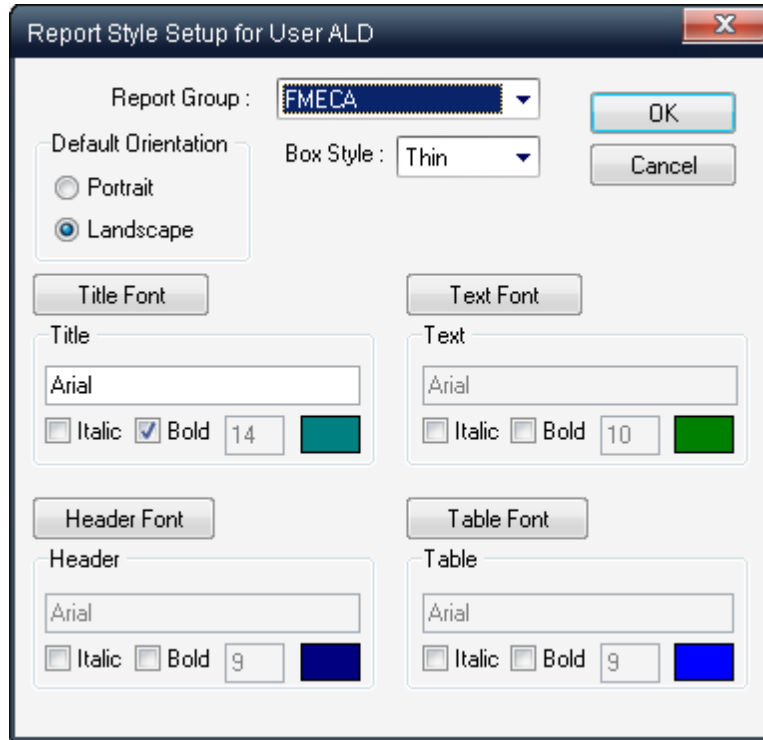 Report Style Setup for User ALD
Report Group : FMECA
OK
Default Orientation
Box Style : Thin
Cancel
Portrait
Landscape
Title Font
Text Font
Title
Text
Arial
Arial
Italic Bold 14
Italic Bold 10
Header Font
Table Font
Header
Table
Arial
Arial
Italic Bold 9
Italic Bold 9